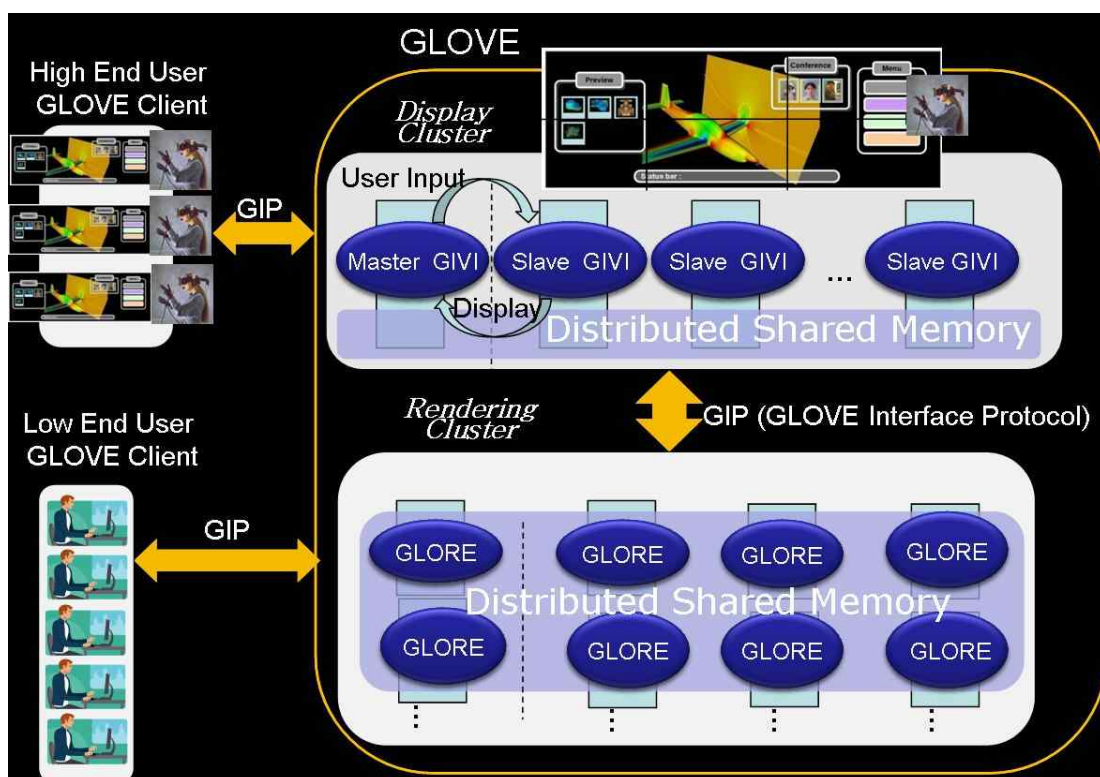 GLOVE
High End User
GLOVE Client
Display
Cluster
Preview
Conference
Menu
Status bar :
User Input
GIP
Master GIVI
Slave GIVI
Slave GIVI
...
Slave GIVI
Display
Distributed Shared Memory
Rendering
Cluster
GIP (GLOVE Interface Protocol)
Low End User
GLOVE Client
GIP
GLORE
GLORE
GLORE
GLORE
Distributed Shared Memory
GLORE
GLORE
GLORE
GLORE